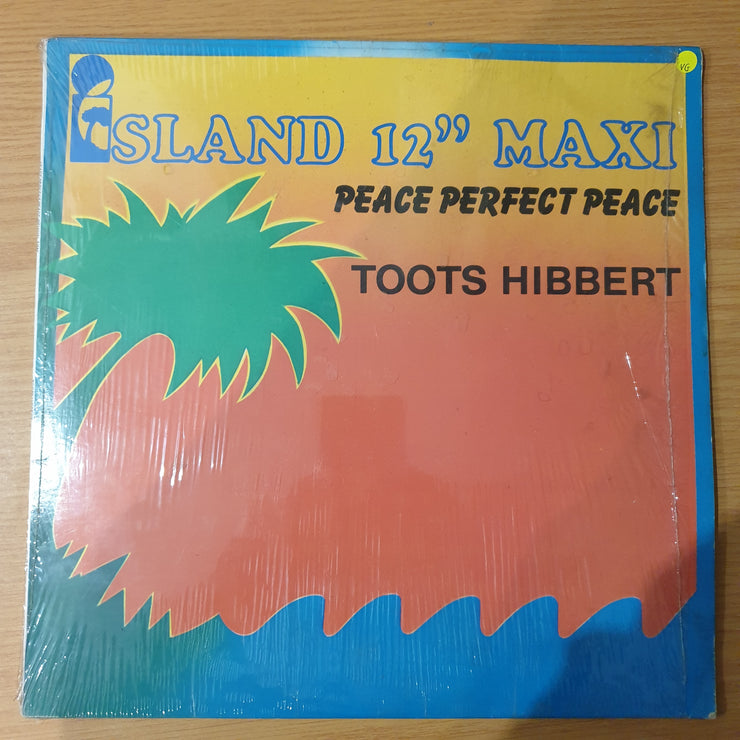 iSLAND 12" MAXI
PEACE PERFECT PEACE
TOOTS HIBBERT
VG